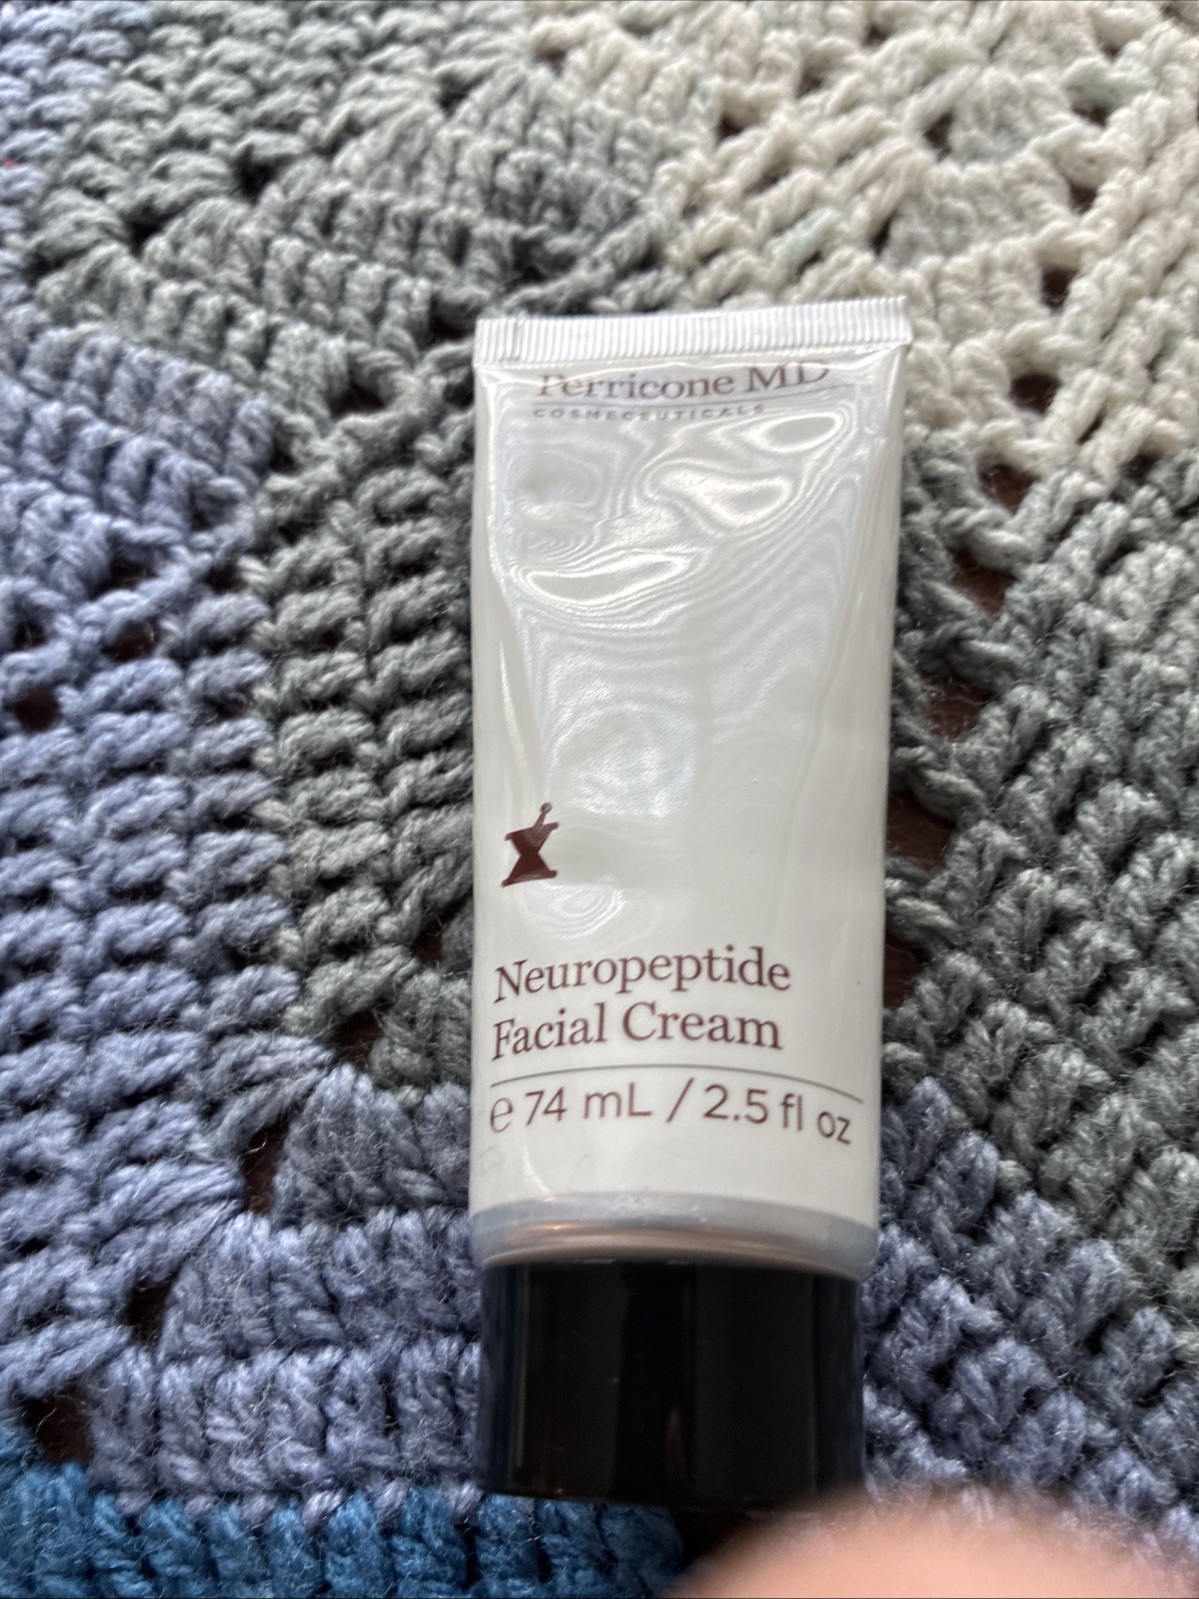 Perricone MD
COSMECEUTICALS
Neuropeptide
Facial Cream
e 74 mL / 2.5 fl oz